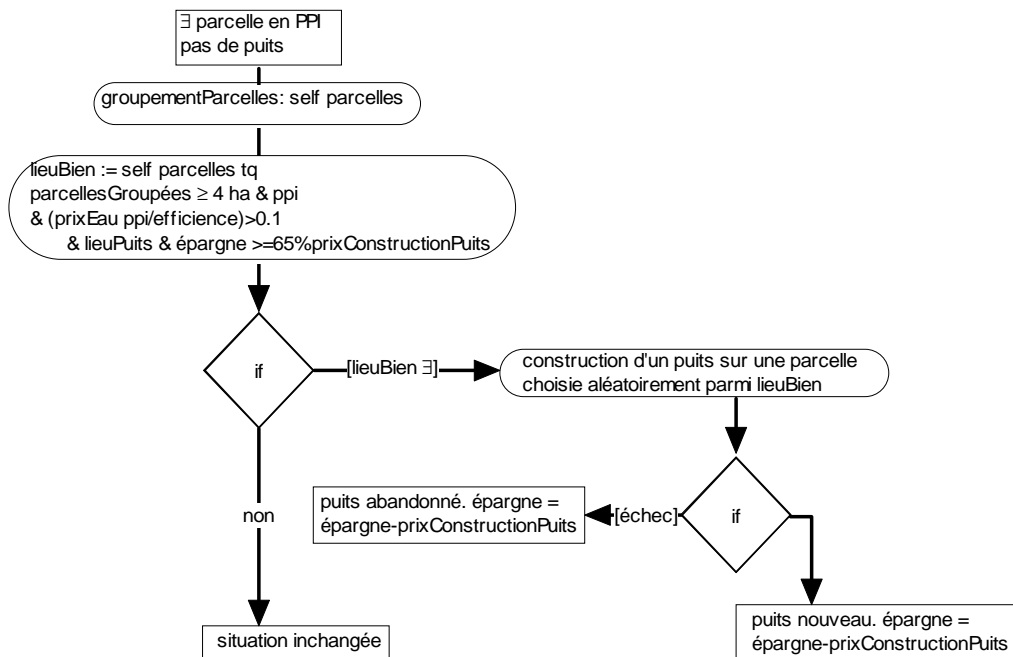 ∃ parcelle en PPI
pas de puits
groupementParcelles: self parcelles
lieuBien := self parcelles tq
parcellesGroupées ≥ 4 ha & ppi
& (prixEau ppi/efficience)>0.1
& lieuPuits & épargne >=65%prixConstructionPuits
if
[lieuBien ∃]
construction d'un puits sur une parcelle
choisie aléatoirement parmi lieuBien
non
puits abandonné. épargne =
épargne-prixConstructionPuits
[échec]
if
situation inchangée
puits nouveau. épargne =
épargne-prixConstructionPuits